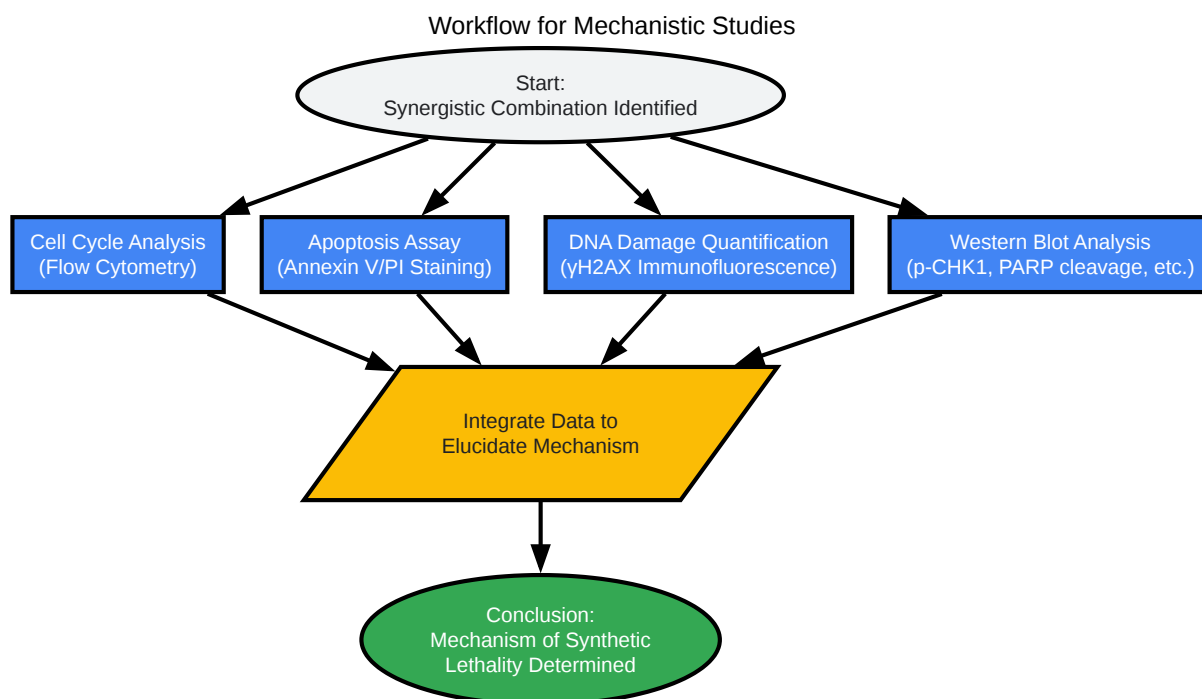 Workflow for Mechanistic Studies
Start:
Synergistic Combination Identified
Cell Cycle Analysis
(Flow Cytometry)
Apoptosis Assay
(Annexin V/PI Staining)
DNA Damage Quantification
(γH2AX Immunofluorescence)
Western Blot Analysis
(p-CHK1, PARP cleavage, etc.)
Integrate Data to
Elucidate Mechanism
Conclusion:
Mechanism of Synthetic
Lethality Determined